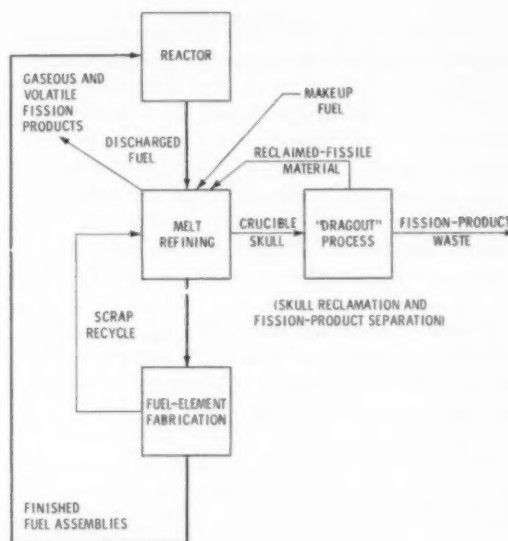 REACTOR
GASEOUS AND
VOLATILE
FISSION
PRODUCTS
MAKEUP
FUEL
DISCHARGED
FUEL
RECLAIMED-FISSILE
MATERIAL
MELT
REFINING
CRUCIBLE
SKULL
"DRAGOUT"
PROCESS
FISSION-PRODUCT
WASTE
(SKULL RECLAMATION AND
FISSION-PRODUCT SEPARATION)
SCRAP
RECYCLE
FUEL-ELEMENT
FABRICATION
FINISHED
FUEL ASSEMBLIES